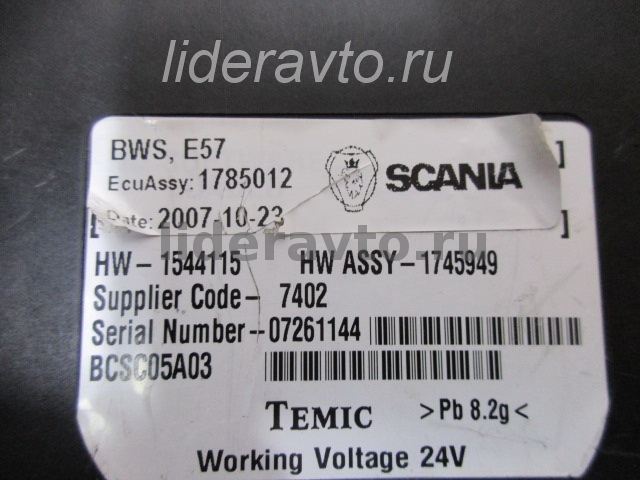 lideravto.ru
BWS, E57
EcuAssy: 1785012
SCANIA
Date: 2007-10-23
lideravto.ru
HW-1544115 HW ASSY-1745949
Supplier Code- 7402
Serial Number-07261144
BCSC05A03
TEMIC >Pb 8.2g<
Working Voltage 24V